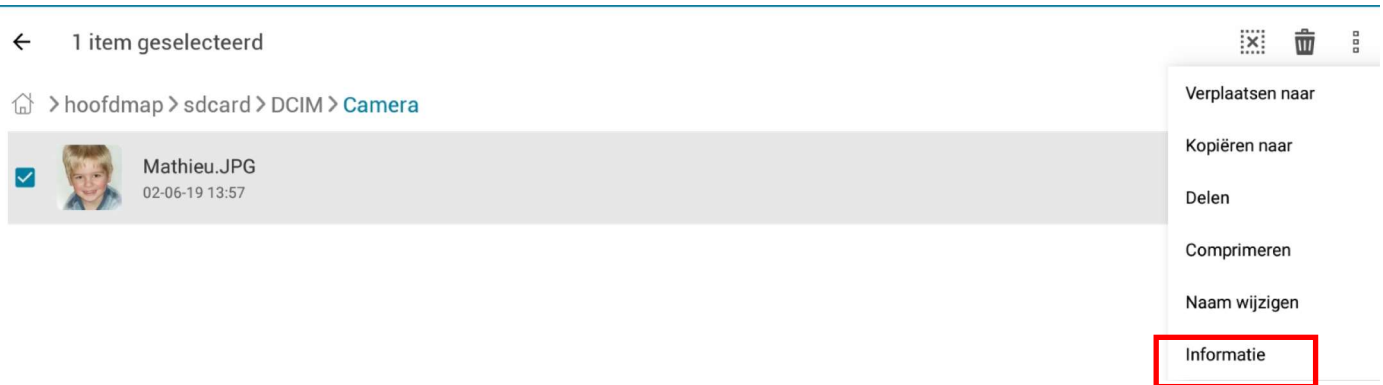 1 item geselecteerd
hoofdmap > sdcard > DCIM > Camera
Mathieu.JPG
02-06-19 13:57
Verplaatsen naar
Kopiëren naar
Delen
Comprimeren
Naam wijzigen
Informatie